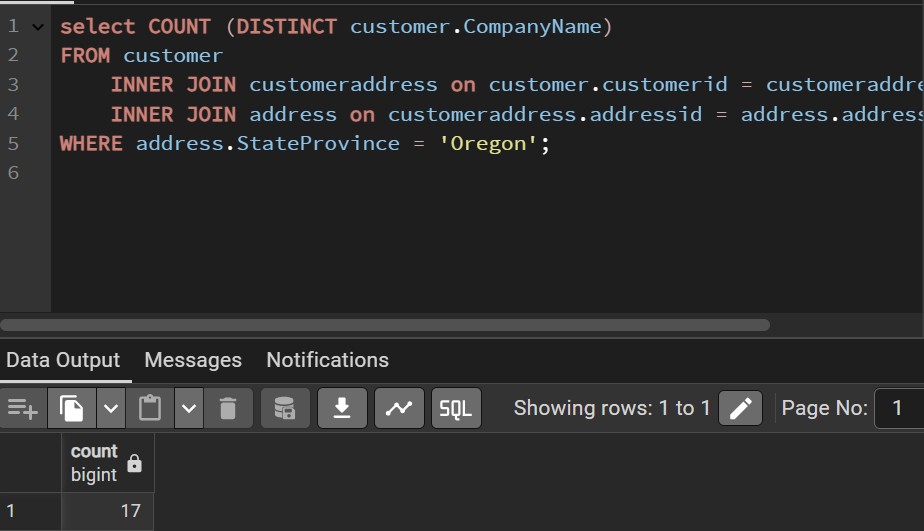 1 select COUNT (DISTINCT customer.CompanyName)
2 FROM customer
3 INNER JOIN customeraddress on customer.customerid = customeraddre
4 INNER JOIN address on customeraddress.addressid = address.address
5 WHERE address.StateProvince = 'Oregon';
6
Data Output Messages Notifications
SQL Showing rows: 1 to 1 Page No: 1
count
bigint
1 17